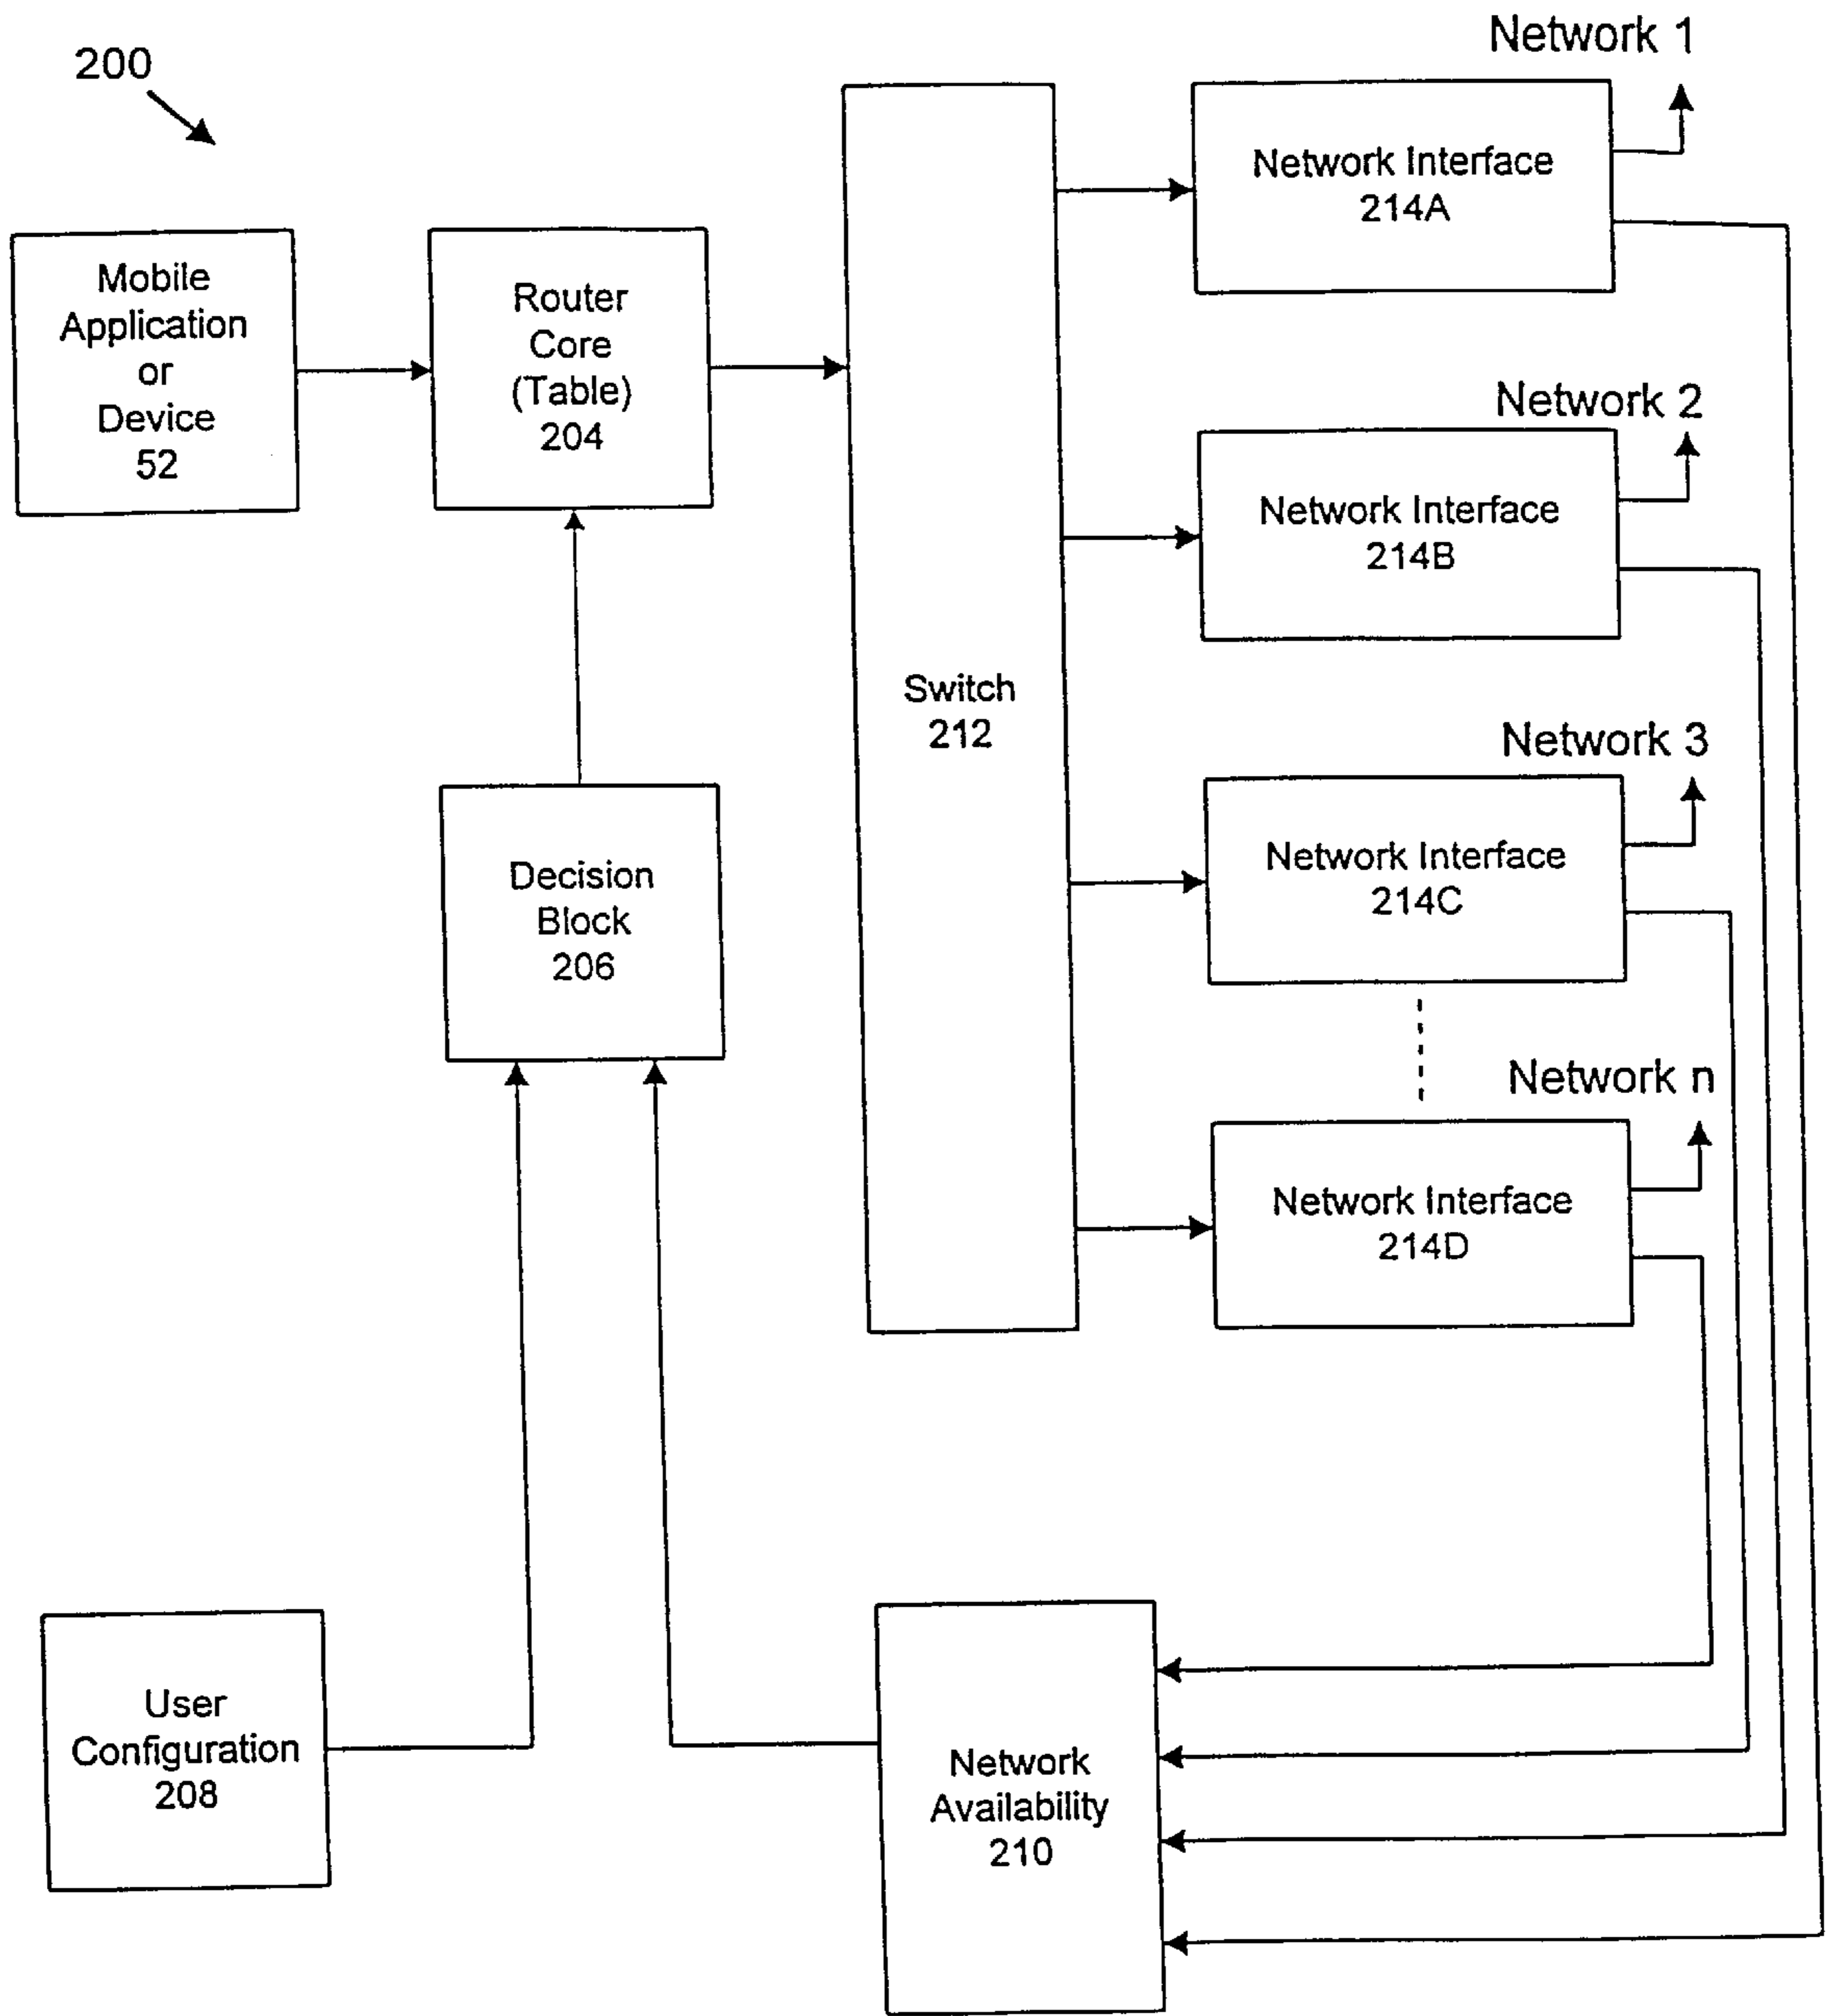 200
Network 1
Network Interface
214A
Mobile
Application
or
Device
52
Router
Core
(Table)
204
Network 2
Network Interface
214B
Switch
212
Network 3
Network Interface
214C
Decision
Block
206
Network n
Network Interface
214D
User
Configuration
208
Network
Availability
210